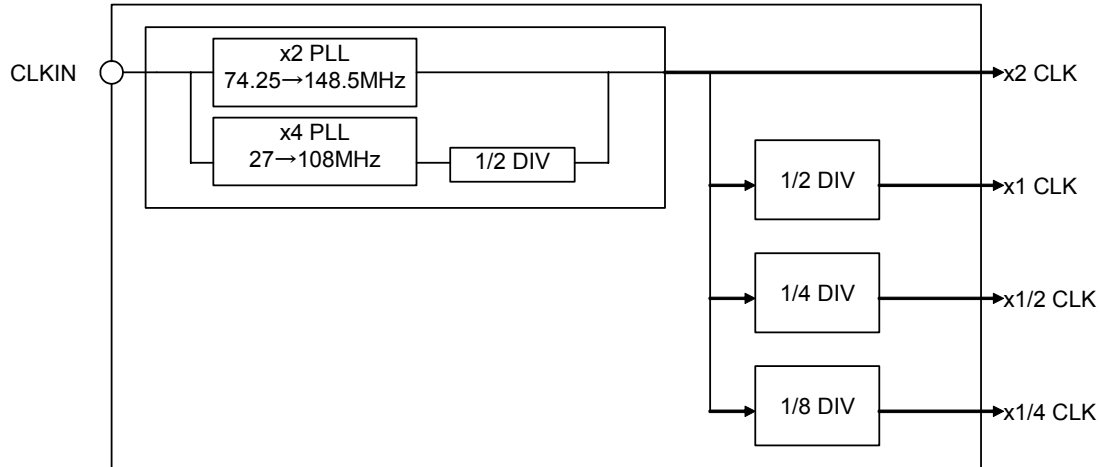 CLKIN
x2 PLL
74.25→148.5MHz
x4 PLL
27→108MHz
1/2 DIV
x2 CLK
1/2 DIV
x1 CLK
1/4 DIV
x1/2 CLK
1/8 DIV
x1/4 CLK